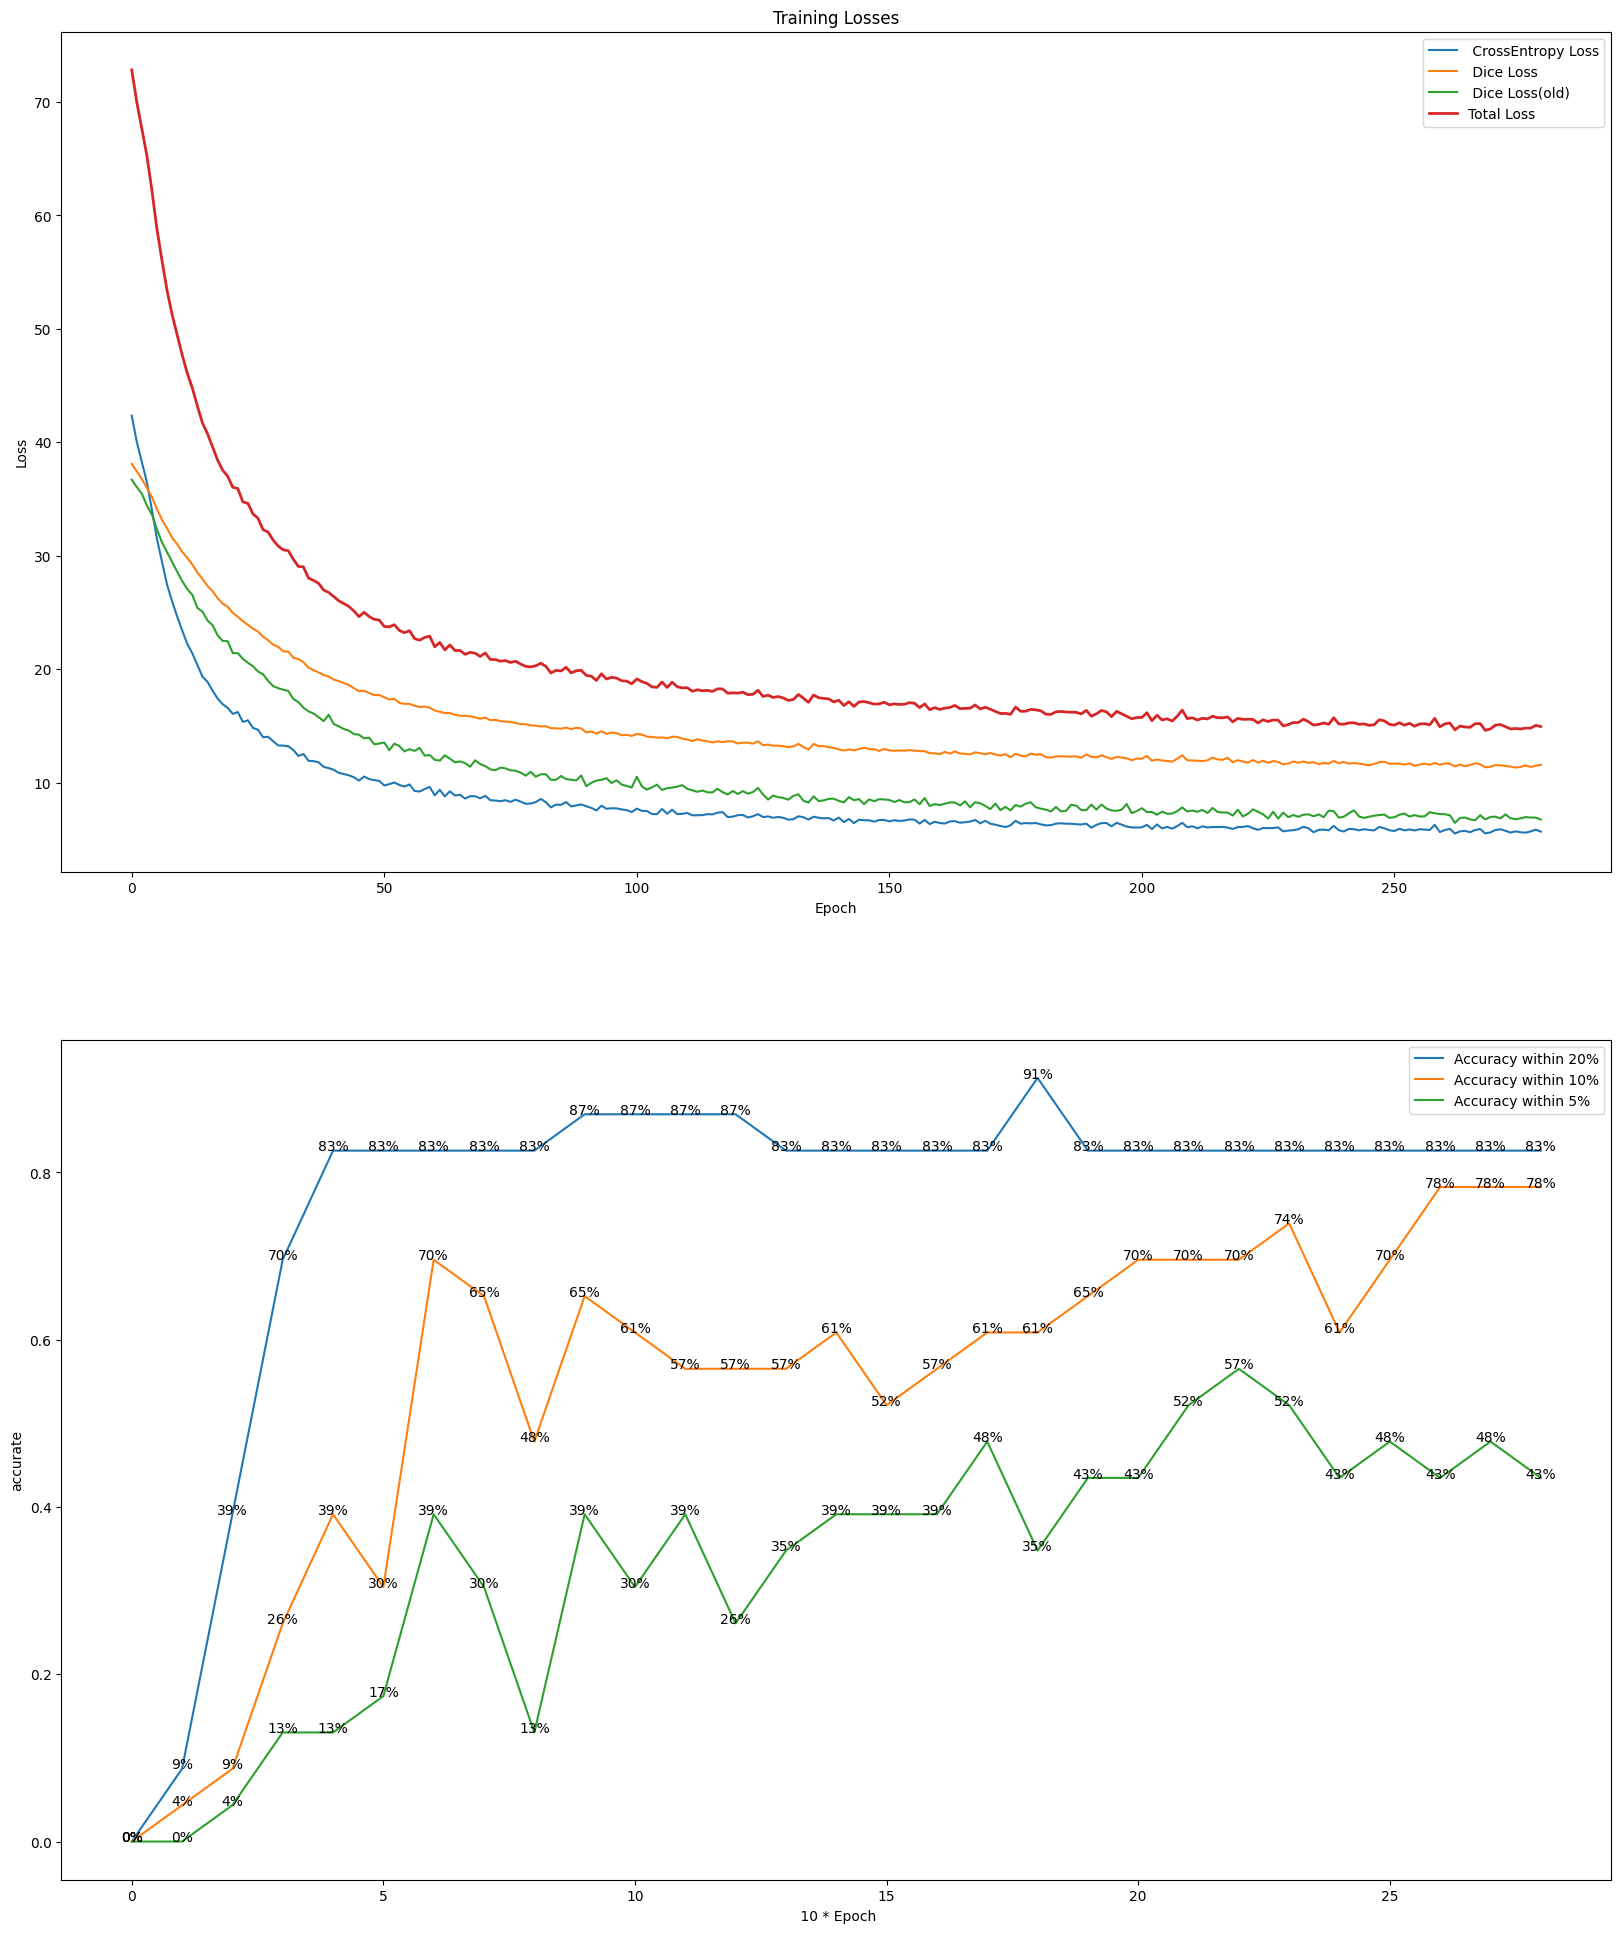 Training Losses
CrossEntropy Loss
Dice Loss
Dice Loss(old)
Total Loss
70
60
50
40
30
20
10
Loss
0 50 100 150 200 250
Epoch
Accuracy within 20%
Accuracy within 10%
Accuracy within 5%
91%
87% 87% 87% 87%
83% 83% 83% 83% 83% 83% 83% 83% 83% 83% 83% 83% 83% 83% 83% 83% 83% 83% 83% 83%
0.8
78% 78% 78%
74%
70% 70% 70% 70% 70% 70%
65% 65% 65%
61% 61% 61% 61% 61%
0.6
57% 57% 57% 57% 57%
52% 52% 52%
48% 48% 48% 48%
43% 43% 43% 43% 43%
accurate
0.4
39% 39% 39% 39% 39% 39% 39% 39%
35% 35%
30% 30% 30%
26% 26%
0.2
17%
13% 13% 13%
9% 9%
4% 4%
0.0
0% 0%
0 5 10 15 20 25
10 * Epoch